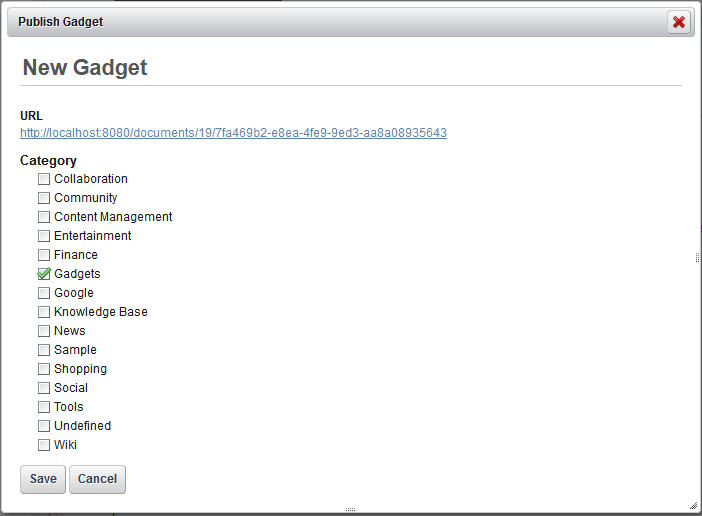 Publish Gadget
New Gadget
URL
http://localhost:8080/documents/19/7fa469b2-e8ea-4fe9-9ed3-aa8a08935643
Category
Collaboration
Community
Content Management
Entertainment
Finance
Gadgets
Google
Knowledge Base
News
Sample
Shopping
Social
Tools
Undefined
Wiki
Save Cancel